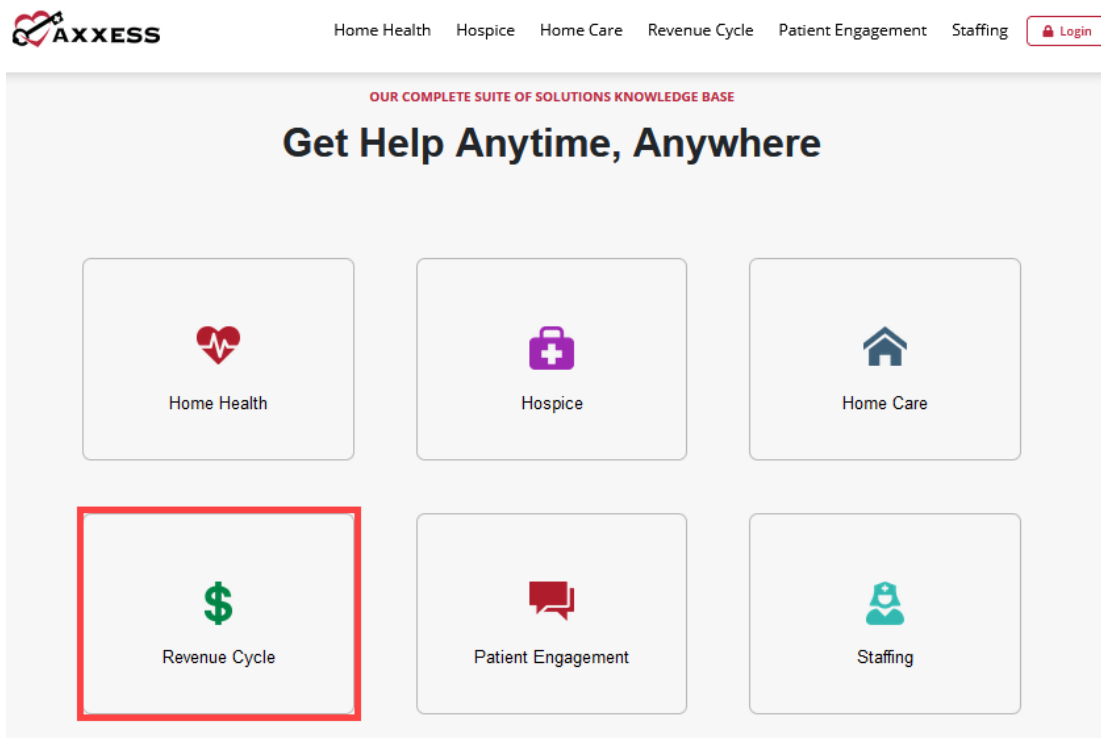 AXXESS
Home Health Hospice Home Care Revenue Cycle Patient Engagement Staffing Login
OUR COMPLETE SUITE OF SOLUTIONS KNOWLEDGE BASE
Get Help Anytime, Anywhere
Home Health Hospice Home Care
Revenue Cycle Patient Engagement Staffing